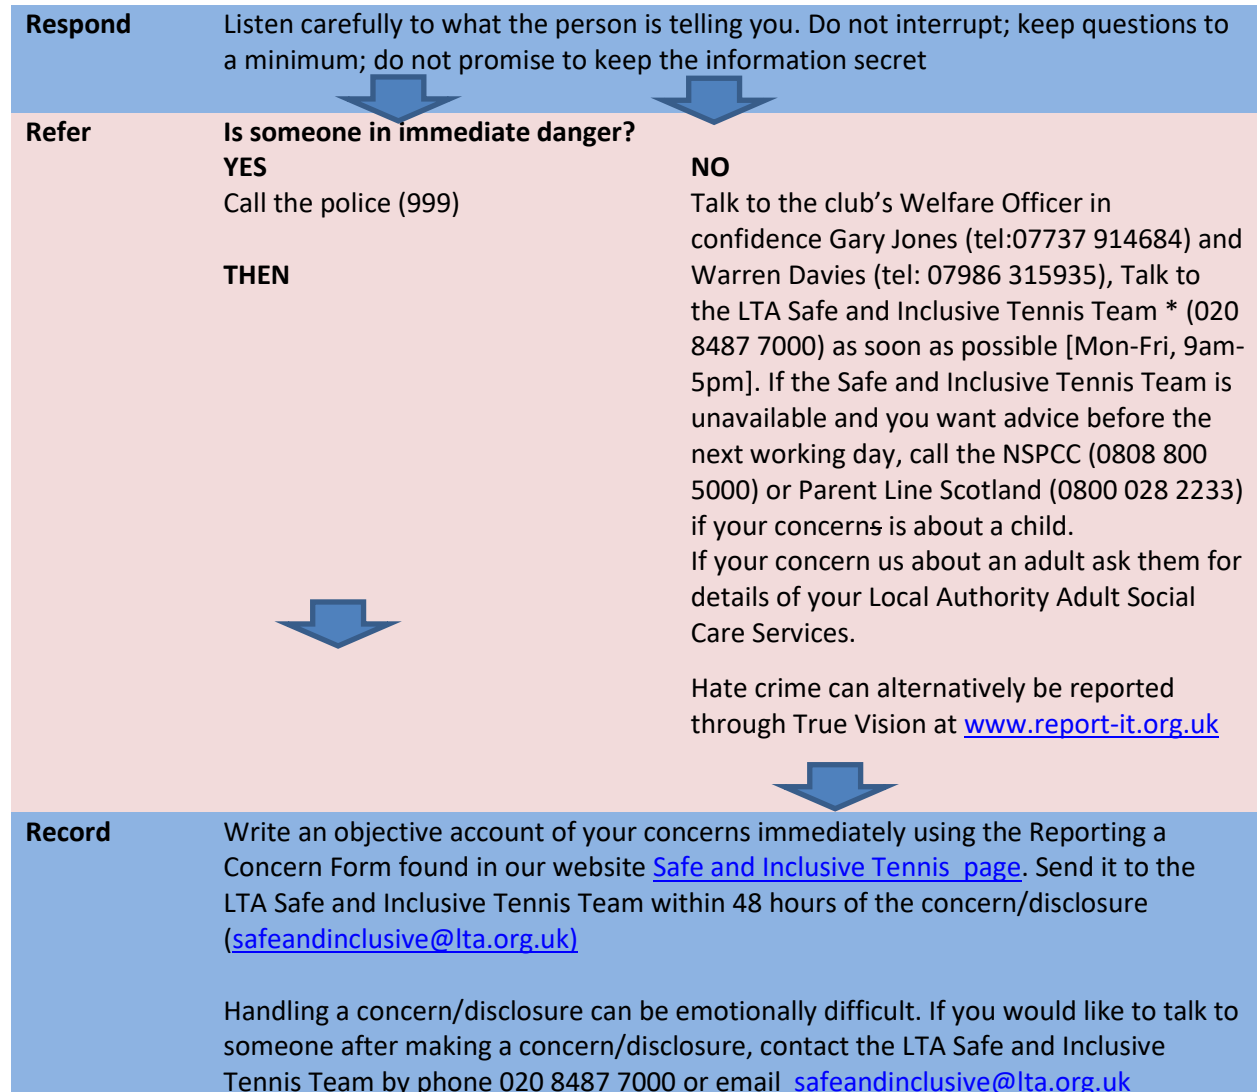 Respond
Listen carefully to what the person is telling you. Do not interrupt; keep questions to
a minimum; do not promise to keep the information secret
Refer
Is someone in immediate danger?
YES
Call the police (999)
THEN
NO
Talk to the club’s Welfare Officer in
confidence Gary Jones (tel:07737 914684) and
Warren Davies (tel: 07986 315935), Talk to
the LTA Safe and Inclusive Tennis Team * (020
8487 7000) as soon as possible [Mon-Fri, 9am-
5pm]. If the Safe and Inclusive Tennis Team is
unavailable and you want advice before the
next working day, call the NSPCC (0808 800
5000) or Parent Line Scotland (0800 028 2233)
if your concerns is about a child.
If your concern us about an adult ask them for
details of your Local Authority Adult Social
Care Services.
Hate crime can alternatively be reported
through True Vision at www.report-it.org.uk
Record
Write an objective account of your concerns immediately using the Reporting a
Concern Form found in our website Safe and Inclusive Tennis  page. Send it to the
LTA Safe and Inclusive Tennis Team within 48 hours of the concern/disclosure
(safeandinclusive@lta.org.uk)
Handling a concern/disclosure can be emotionally difficult. If you would like to talk to
someone after making a concern/disclosure, contact the LTA Safe and Inclusive
Tennis Team by phone 020 8487 7000 or email  safeandinclusive@lta.org.uk